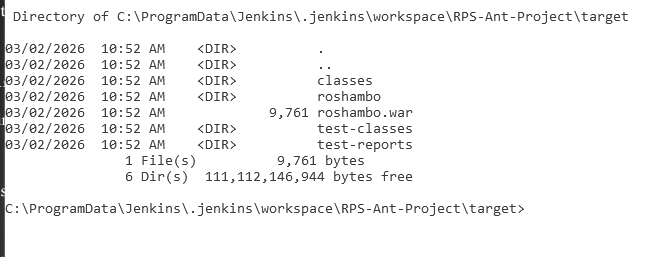 Directory of C:\ProgramData\Jenkins\.jenkins\workspace\RPS-Ant-Project\target
03/02/2026  10:52 AM    <DIR>          .
03/02/2026  10:52 AM    <DIR>          ..
03/02/2026  10:52 AM    <DIR>          classes
03/02/2026  10:52 AM    <DIR>          roshambo
03/02/2026  10:52 AM             9,761 roshambo.war
03/02/2026  10:52 AM    <DIR>          test-classes
03/02/2026  10:52 AM    <DIR>          test-reports
1 File(s)          9,761 bytes
6 Dir(s)  111,112,146,944 bytes free
C:\ProgramData\Jenkins\.jenkins\workspace\RPS-Ant-Project\target>